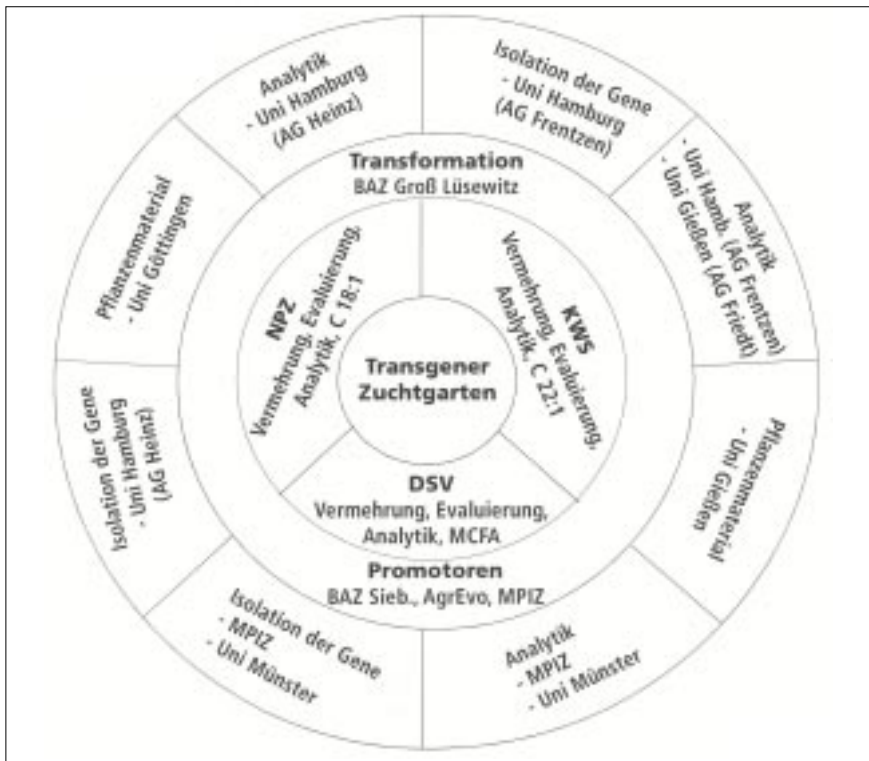 Analytik
- Uni Hamburg
(AG Heinz)
Isolation der Gene
- Uni Hamburg
(AG Frentzen)
Analytik
- Uni Hamb. (AG Frentzen)
- Uni Gießen (AG Friedt)
Pflanzenmaterial
- Uni Gießen
Analytik
- MPIZ
- Uni Münster
Isolation der Gene
- MPIZ
- Uni Münster
Isolation der Gene
- Uni Hamburg
(AG Heinz)
Pflanzenmaterial
- Uni Göttingen
Transformation
BAZ Groß Lüsewitz
NPZ
Vermehrung, Evaluierung,
Analytik, C 18:1
KWS
Vermehrung, Evaluierung,
Analytik, C 22:1
Transgener
Zuchtgarten
DSV
Vermehrung, Evaluierung,
Analytik, MCFA
Promotoren
BAZ Sieb., AgrEvo, MPIZ